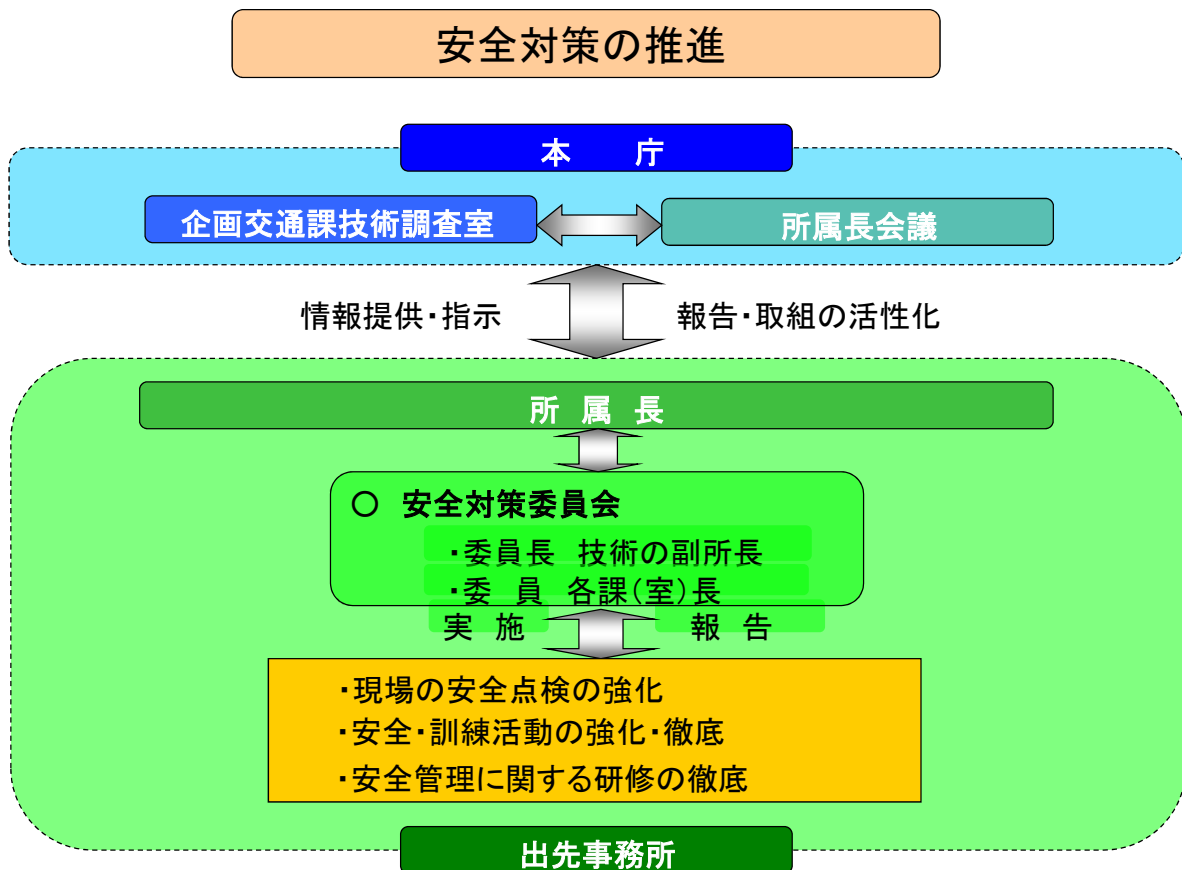 安全対策の推進
本　庁
企画交通課技術調査室
所属長会議
情報提供・指示
報告・取組の活性化
所 属 長
○ 安全対策委員会
・委員長 技術の副所長
・委 員 各課(室)長
実 施
報 告
・現場の安全点検の強化
・安全・訓練活動の強化・徹底
・安全管理に関する研修の徹底
出先事務所